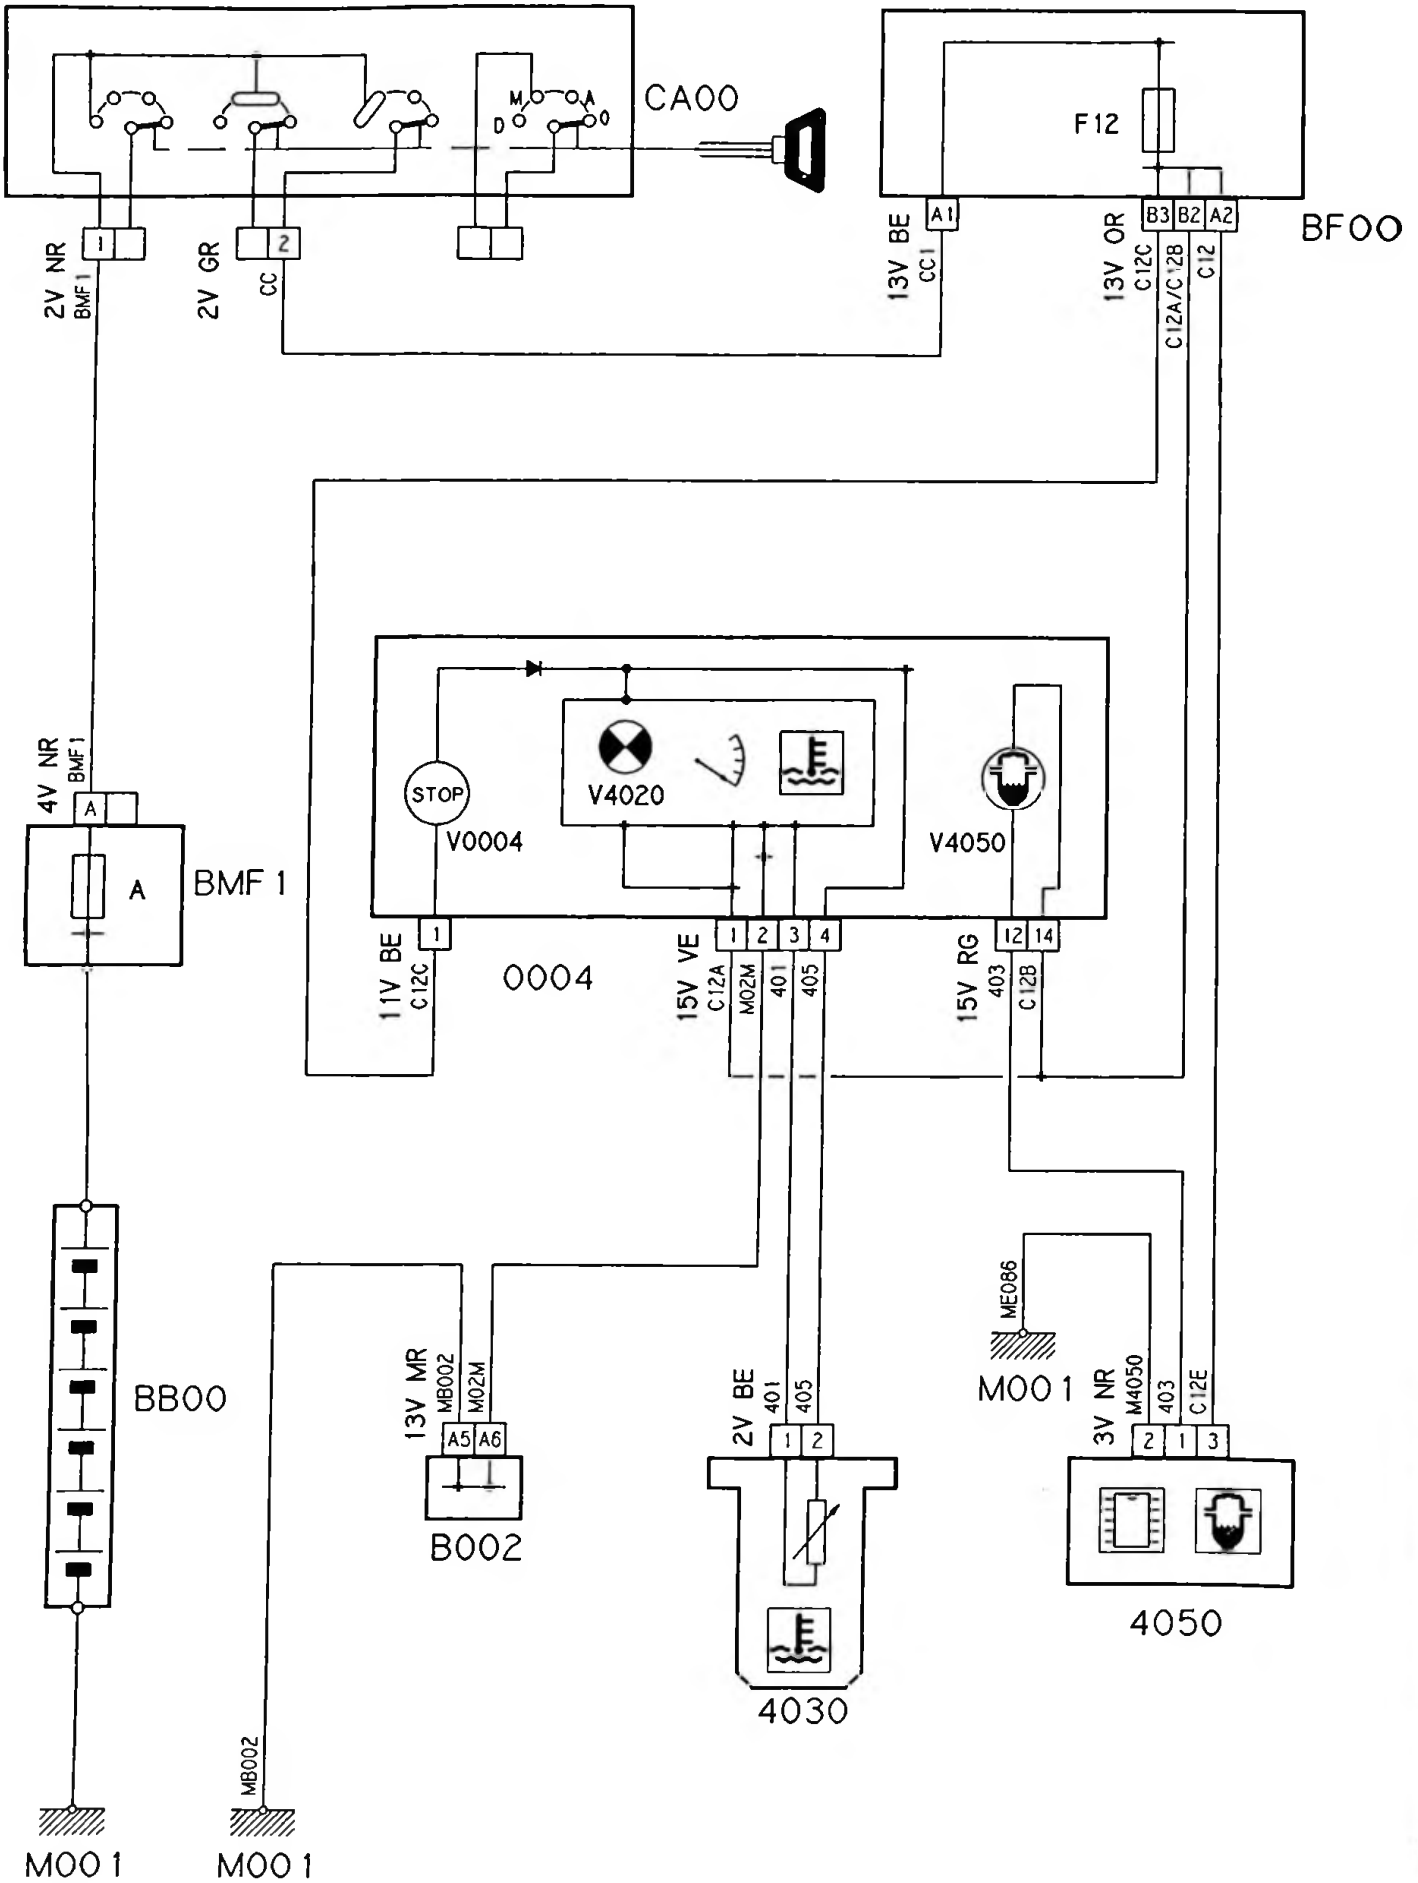 M A
D O
CA00
F12
1
2
A1
B3 B2 A2
BF00
2V NR
BMF1
2V GR
CC
13V BE
CC1
13V OR
C12C
C12A/C12B
C12
STOP
V0004
V4020
V4050
4V NR
BMF1
A
A
BMF1
1
1 2 3 4
12 14
0004
11V BE
C12C
15V VE
C12A
M02M
401
405
15V RG
403
C12B
BB00
ME086
M001
13V MR
MB002
M02M
A5 A6
B002
2V BE
401
405
1 2
4030
3V NR
M4050
403
C12E
2 1 3
4050
MB002
M001
M001